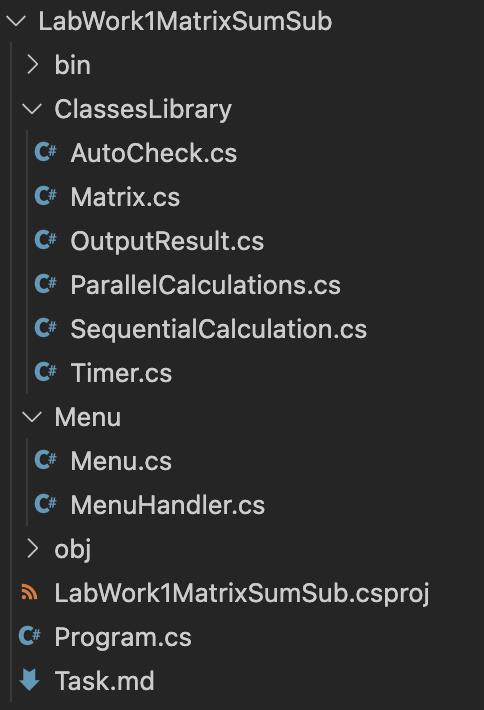 LabWork1MatrixSumSub
bin
ClassesLibrary
C# AutoCheck.cs
C# Matrix.cs
C# OutputResult.cs
C# ParallelCalculations.cs
C# SequentialCalculation.cs
C# Timer.cs
Menu
C# Menu.cs
C# MenuHandler.cs
obj
LabWork1MatrixSumSub.csproj
C# Program.cs
Task.md